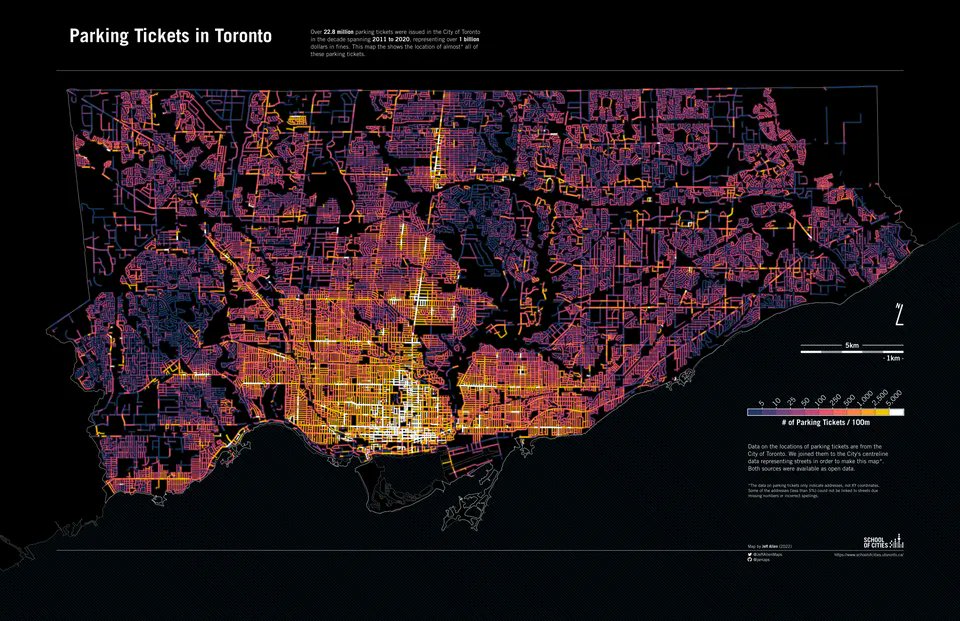 Parking Tickets in Toronto
Over 22.8 million parking tickets were issued in the City of Toronto
in the decade spanning 2011 to 2020, representing over 1 billion
dollars in fines. This map the shows the location of almost* all of
these parking tickets.
5km
1km
5 10 25 50 100 250 500 1,000 2,500 5,000
# of Parking Tickets / 100m
Data on the locations of parking tickets are from the
City of Toronto. We joined them to the City's centreline
data representing streets in order to make this map*.
Both sources were available as open data.
*The data on parking tickets only indicate addresses, not XY coordinates.
Some of the addresses (less than 5%) could not be linked to streets due
missing numbers or incorrect spellings.
Map by Jeff Allen (2022)
@JeffAllenMaps
SCHOOL
OF CITIES
https://www.schoolofcities.utoronto.ca/